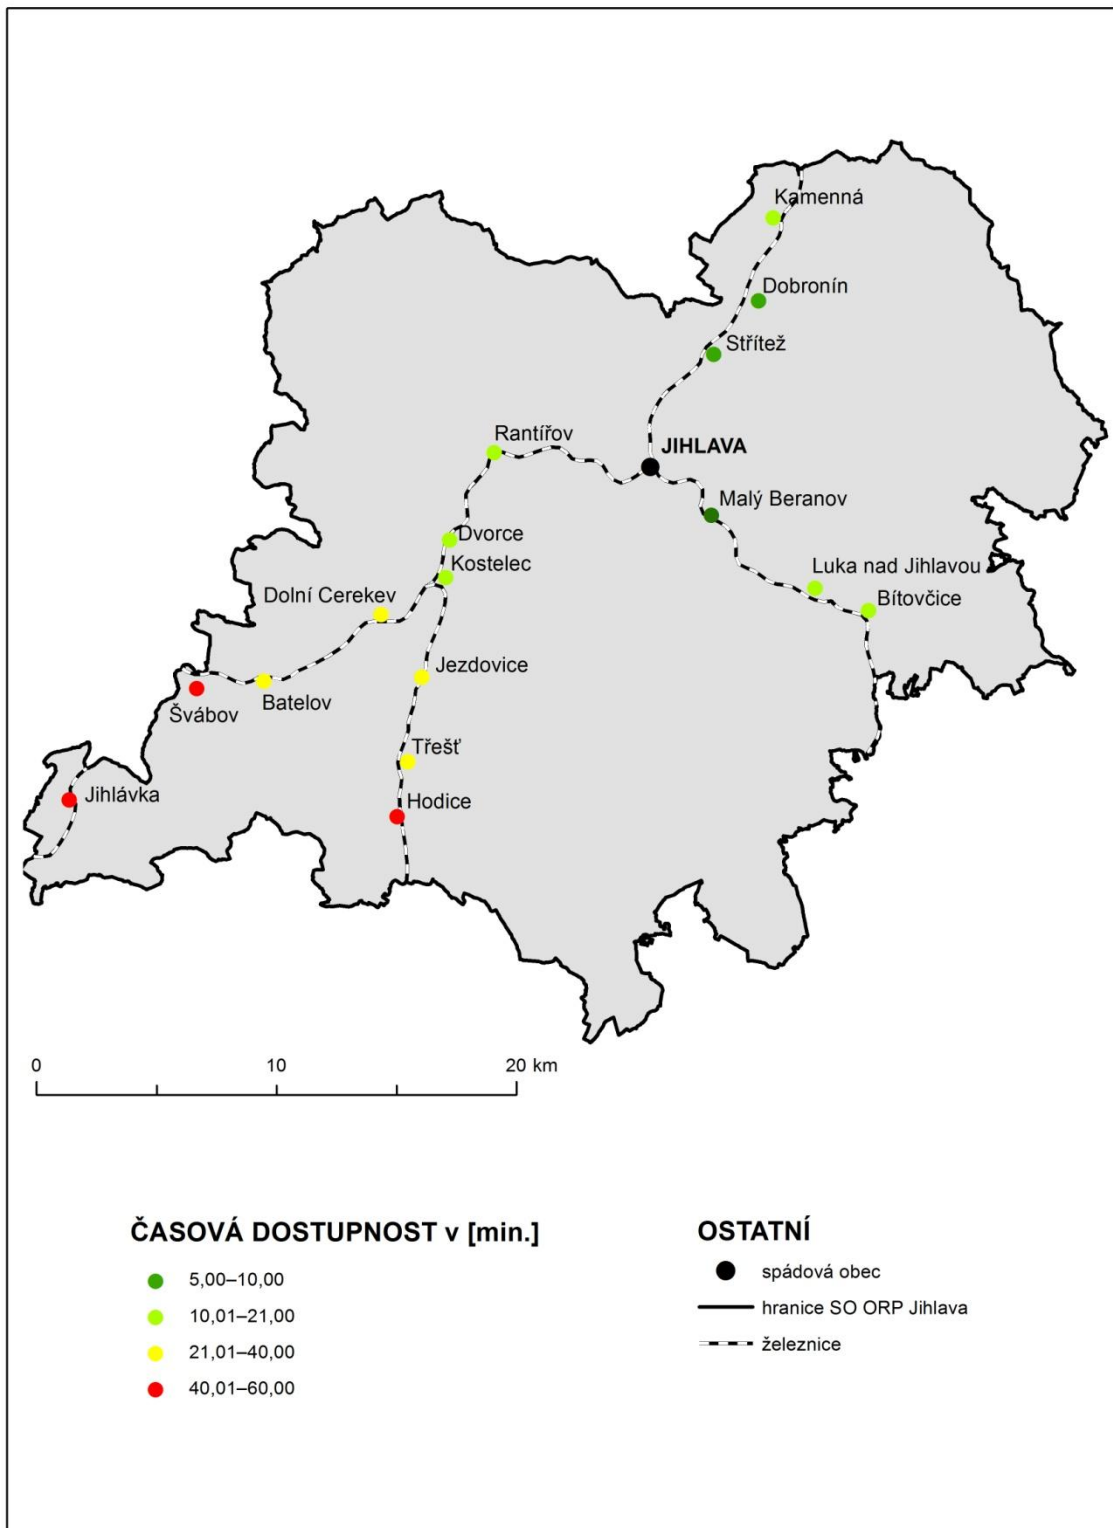 Kamenná
Dobronín
Střítež
Rantířov
JIHLAVA
Malý Beranov
Dvorce
Kostelec
Luka nad Jihlavou
Dolní Cerekev
Bítovčice
Jezdovice
Batelov
Švábov
Třešť
Jihlávka
Hodice
0 10 20 km
ČASOVÁ DOSTUPNOST v [min.]
5,00–10,00
10,01–21,00
21,01–40,00
40,01–60,00
OSTATNÍ
spádová obec
hranice SO ORP Jihlava
železnice